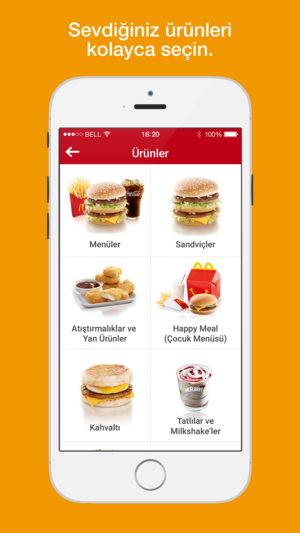 Sevdiğiniz ürünleri
kolayca seçin.
BELL 16:20 100%
Ürünler
Menüler
Sandviçler
Atıştırmalıklar ve
Yan Ürünler
Happy Meal
(Çocuk Menüsü)
Kahvaltı
Tatlılar ve
Milkshake'ler